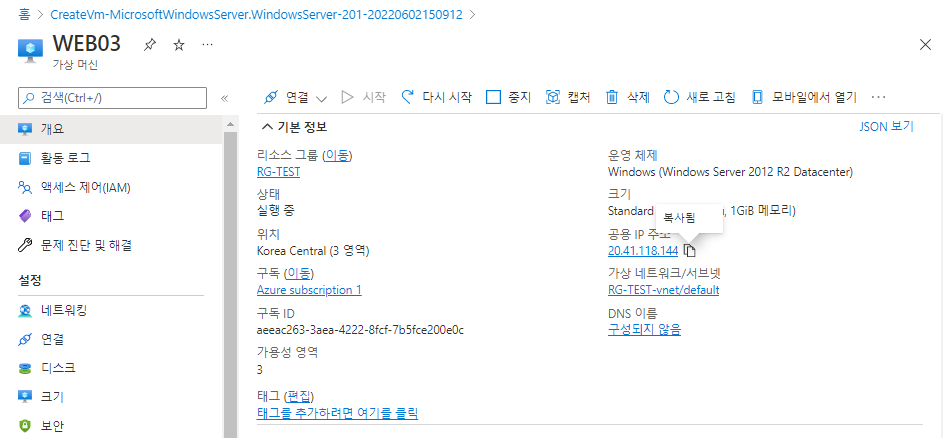 홈 > CreateVm-MicrosoftWindowsServer.WindowsServer-201-20220602150912 >
WEB03
가상 머신
검색(Ctrl+/)
개요
활동 로그
액세스 제어(IAM)
태그
문제 진단 및 해결
설정
네트워킹
연결
디스크
크기
보안
연결 시작 다시 시작 중지 캡처 삭제 새로 고침 모바일에서 열기 ...
기본 정보 JSON 보기
리소스 그룹 (이동)
RG-TEST
상태
실행 중
위치
Korea Central (3 영역)
구독 (이동)
Azure subscription 1
구독 ID
aeeac263-3aea-4222-8fcf-7b5fce200e0c
가용성 영역
3
태그 (편집)
태그를 추가하려면 여기를 클릭
운영 체제
Windows (Windows Server 2012 R2 Datacenter)
크기
Standard , 1GiB 메모리)
복사됨
공용 IP 주소
20.41.118.144
가상 네트워크/서브넷
RG-TEST-vnet/default
DNS 이름
구성되지 않음